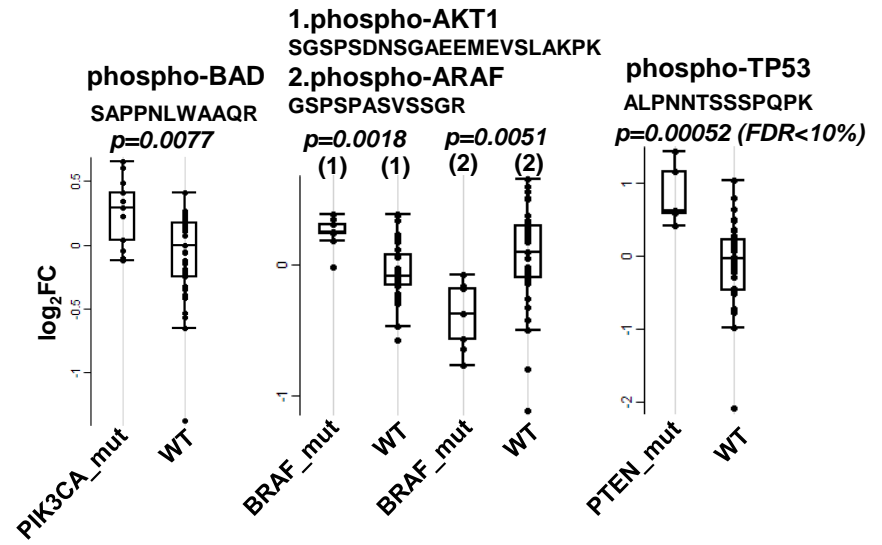 phospho-BAD
SAPPNLWAAQR
p=0.0077
log2FC
0.5
0
-0.5
-1
PIK3CA_mut
WT
1.phospho-AKT1
SGSPSDNSGAEEMEVSLAKPK
2.phospho-ARAF
GSPSPASVSSGR
p=0.0018 p=0.0051
(1) (1) (2) (2)
0
-1
BRAF_mut
WT
BRAF_mut
WT
phospho-TP53
ALPNNTSSSPQPK
p=0.00052 (FDR<10%)
1
0
-1
-2
PTEN_mut
WT